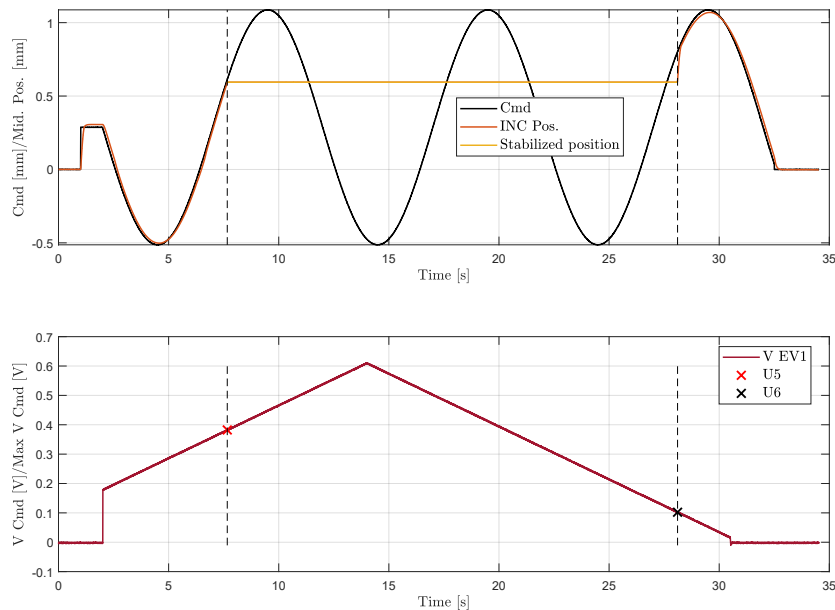 Cmd [mm]/Mid. Pos. [mm]
1
0.5
0
-0.5
Cmd
INC Pos.
Stabilized position
0 5 10 15 20 25 30 35
Time [s]
V Cmd [V]/Max V Cmd [V]
0.7
0.6
0.5
0.4
0.3
0.2
0.1
0
-0.1
V EV1
U5
U6
0 5 10 15 20 25 30 35
Time [s]